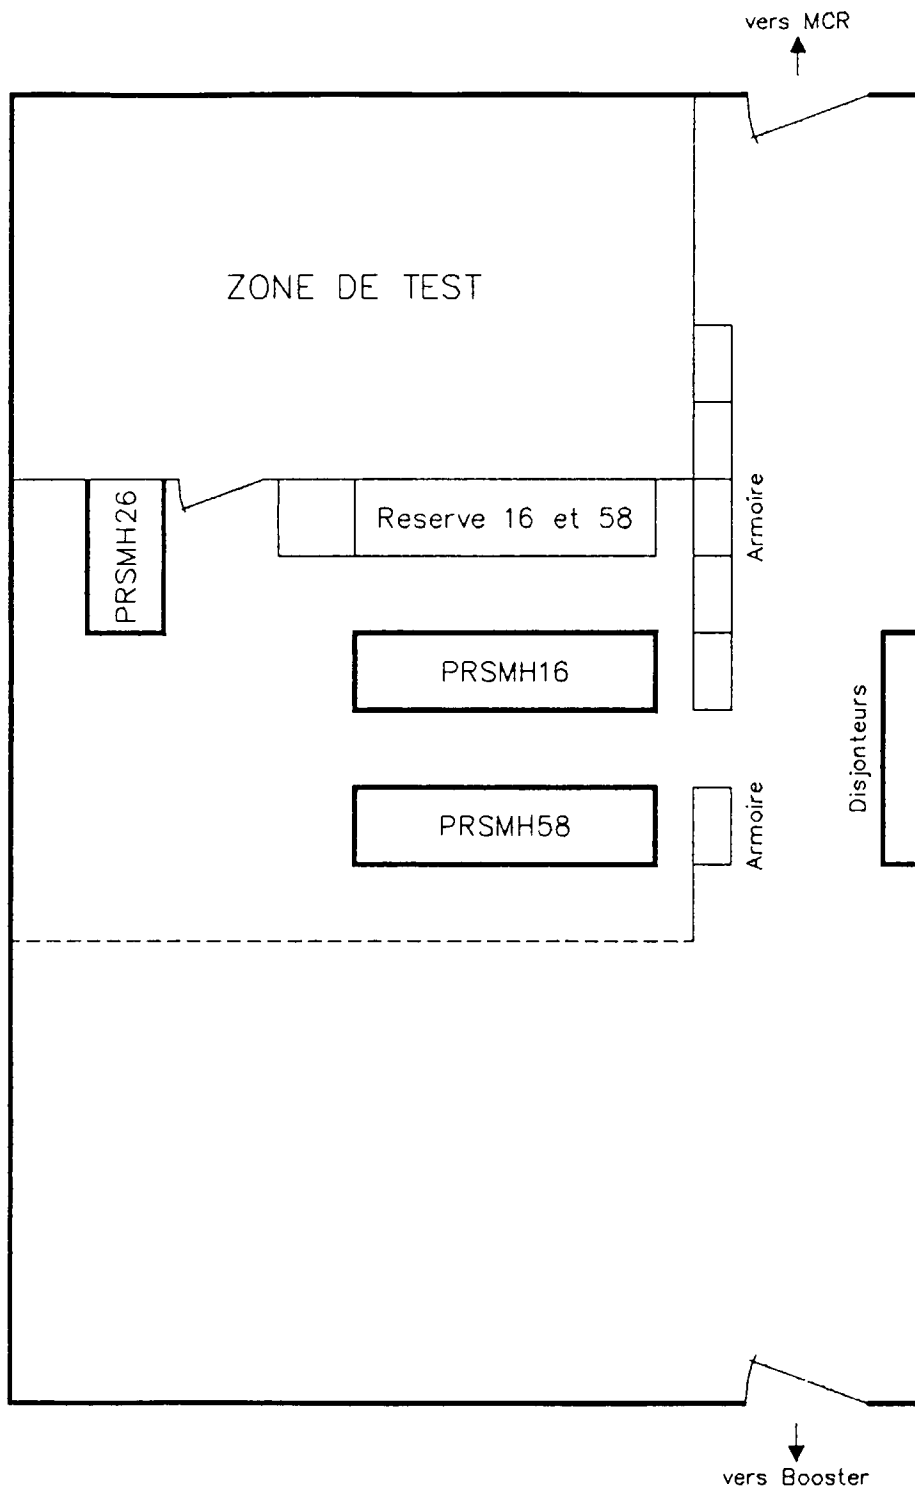 vers MCR
ZONE DE TEST
PRSMH26
Reserve 16 et 58
Armoire
PRSMH16
Disjonteurs
PRSMH58
Armoire
vers Booster